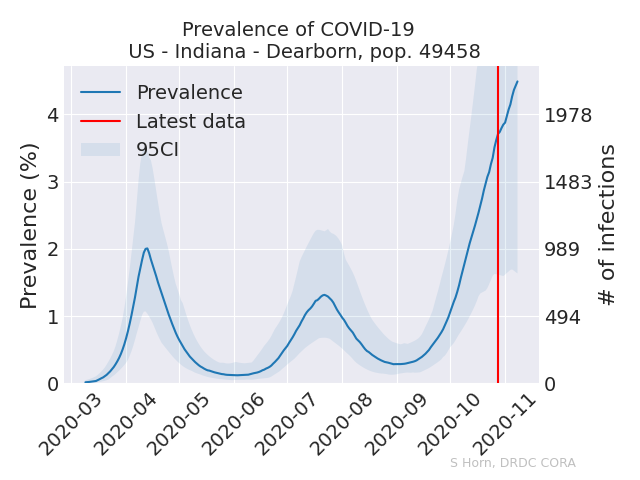 Prevalence of COVID-19
US - Indiana - Dearborn, pop. 49458
Prevalence
Latest data
95CI
Prevalence (%)
4
3
2
1
0
# of infections
1978
1483
989
494
0
2020-03
2020-04
2020-05
2020-06
2020-07
2020-08
2020-09
2020-10
2020-11
S Horn, DRDC CORA